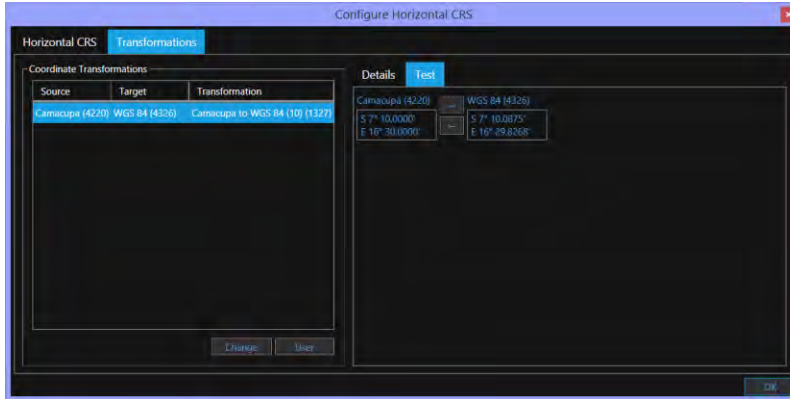 Configure Horizontal CRS
Horizontal CRS Transformations
Coordinate Transformations
Source Target Transformation
Camacupa (4220) WGS 84 (4326) Camacupa to WGS 84 (10) (1327)
Change User
Details Test
Camacupa (4220) WGS 84 (4326)
S 7° 10.0000' S 7° 10.0875'
E 16° 30.0000' E 16° 29.8268'
OK